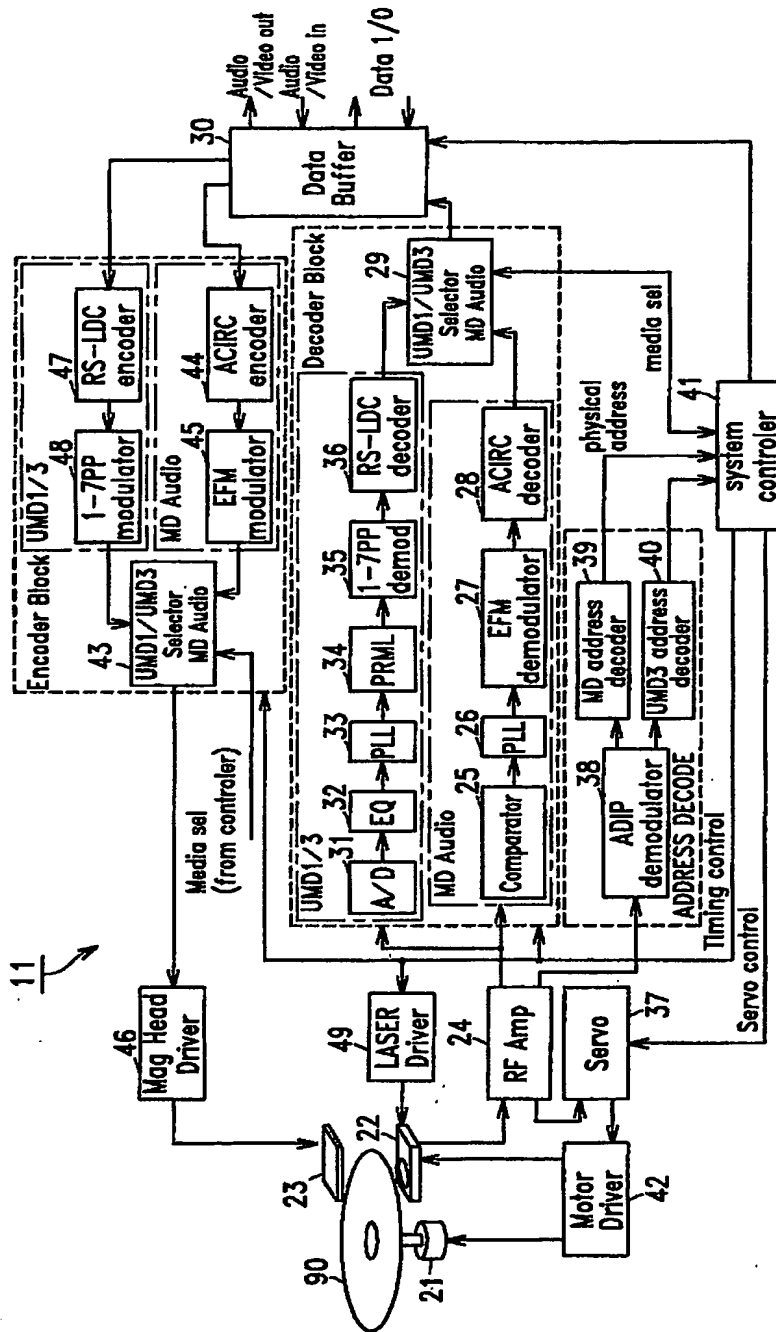 11
Encoder Block
UMD1/3
48
1-7PP
modulator
47
RS-LDC
encoder
MD Audio
45
EFM
modulator
44
ACIRC
encoder
43
UMD1/UMD3
Selector
MD Audio
Media sel
(from controler)
46
Mag Head
Driver
30
Data
Buffer
Audio
/Video out
Audio
/Video in
Data 1/0
Decoder Block
UMD1/3
31
A/D
32
EQ
33
PLL
34
PRML
35
1-7PP
demod
36
RS-LDC
decoder
29
UMD1/UMD3
Selector
MD Audio
MD Audio
25
Comparator
26
PLL
27
EFM
demodulator
28
ACIRC
decoder
49
LASER
Driver
23
22
90
21
24
RF Amp
37
Servo
42
Motor
Driver
38
ADIP
demodulator
39
MD address
decoder
40
UMD3 address
decoder
ADDRESS DECODE
physical
address
media sel
41
system
controler
Timing control
Servo control